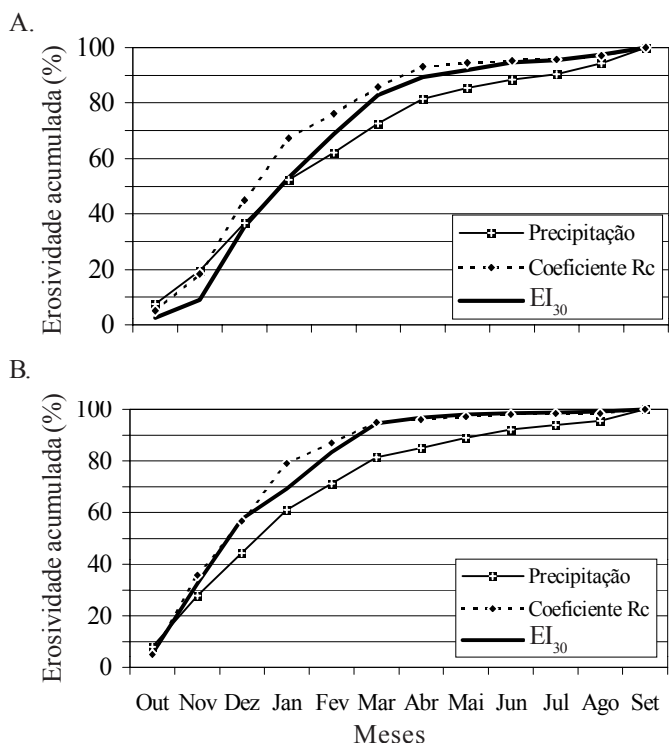 A.
Erosividade acumulada (%)
100
80
60
40
20
0
Precipitação
Coeficiente Rc
EI30
B.
Erosividade acumulada (%)
100
80
60
40
20
0
Precipitação
Coeficiente Rc
EI30
Out Nov Dez Jan Fev Mar Abr Mai Jun Jul Ago Set
Meses